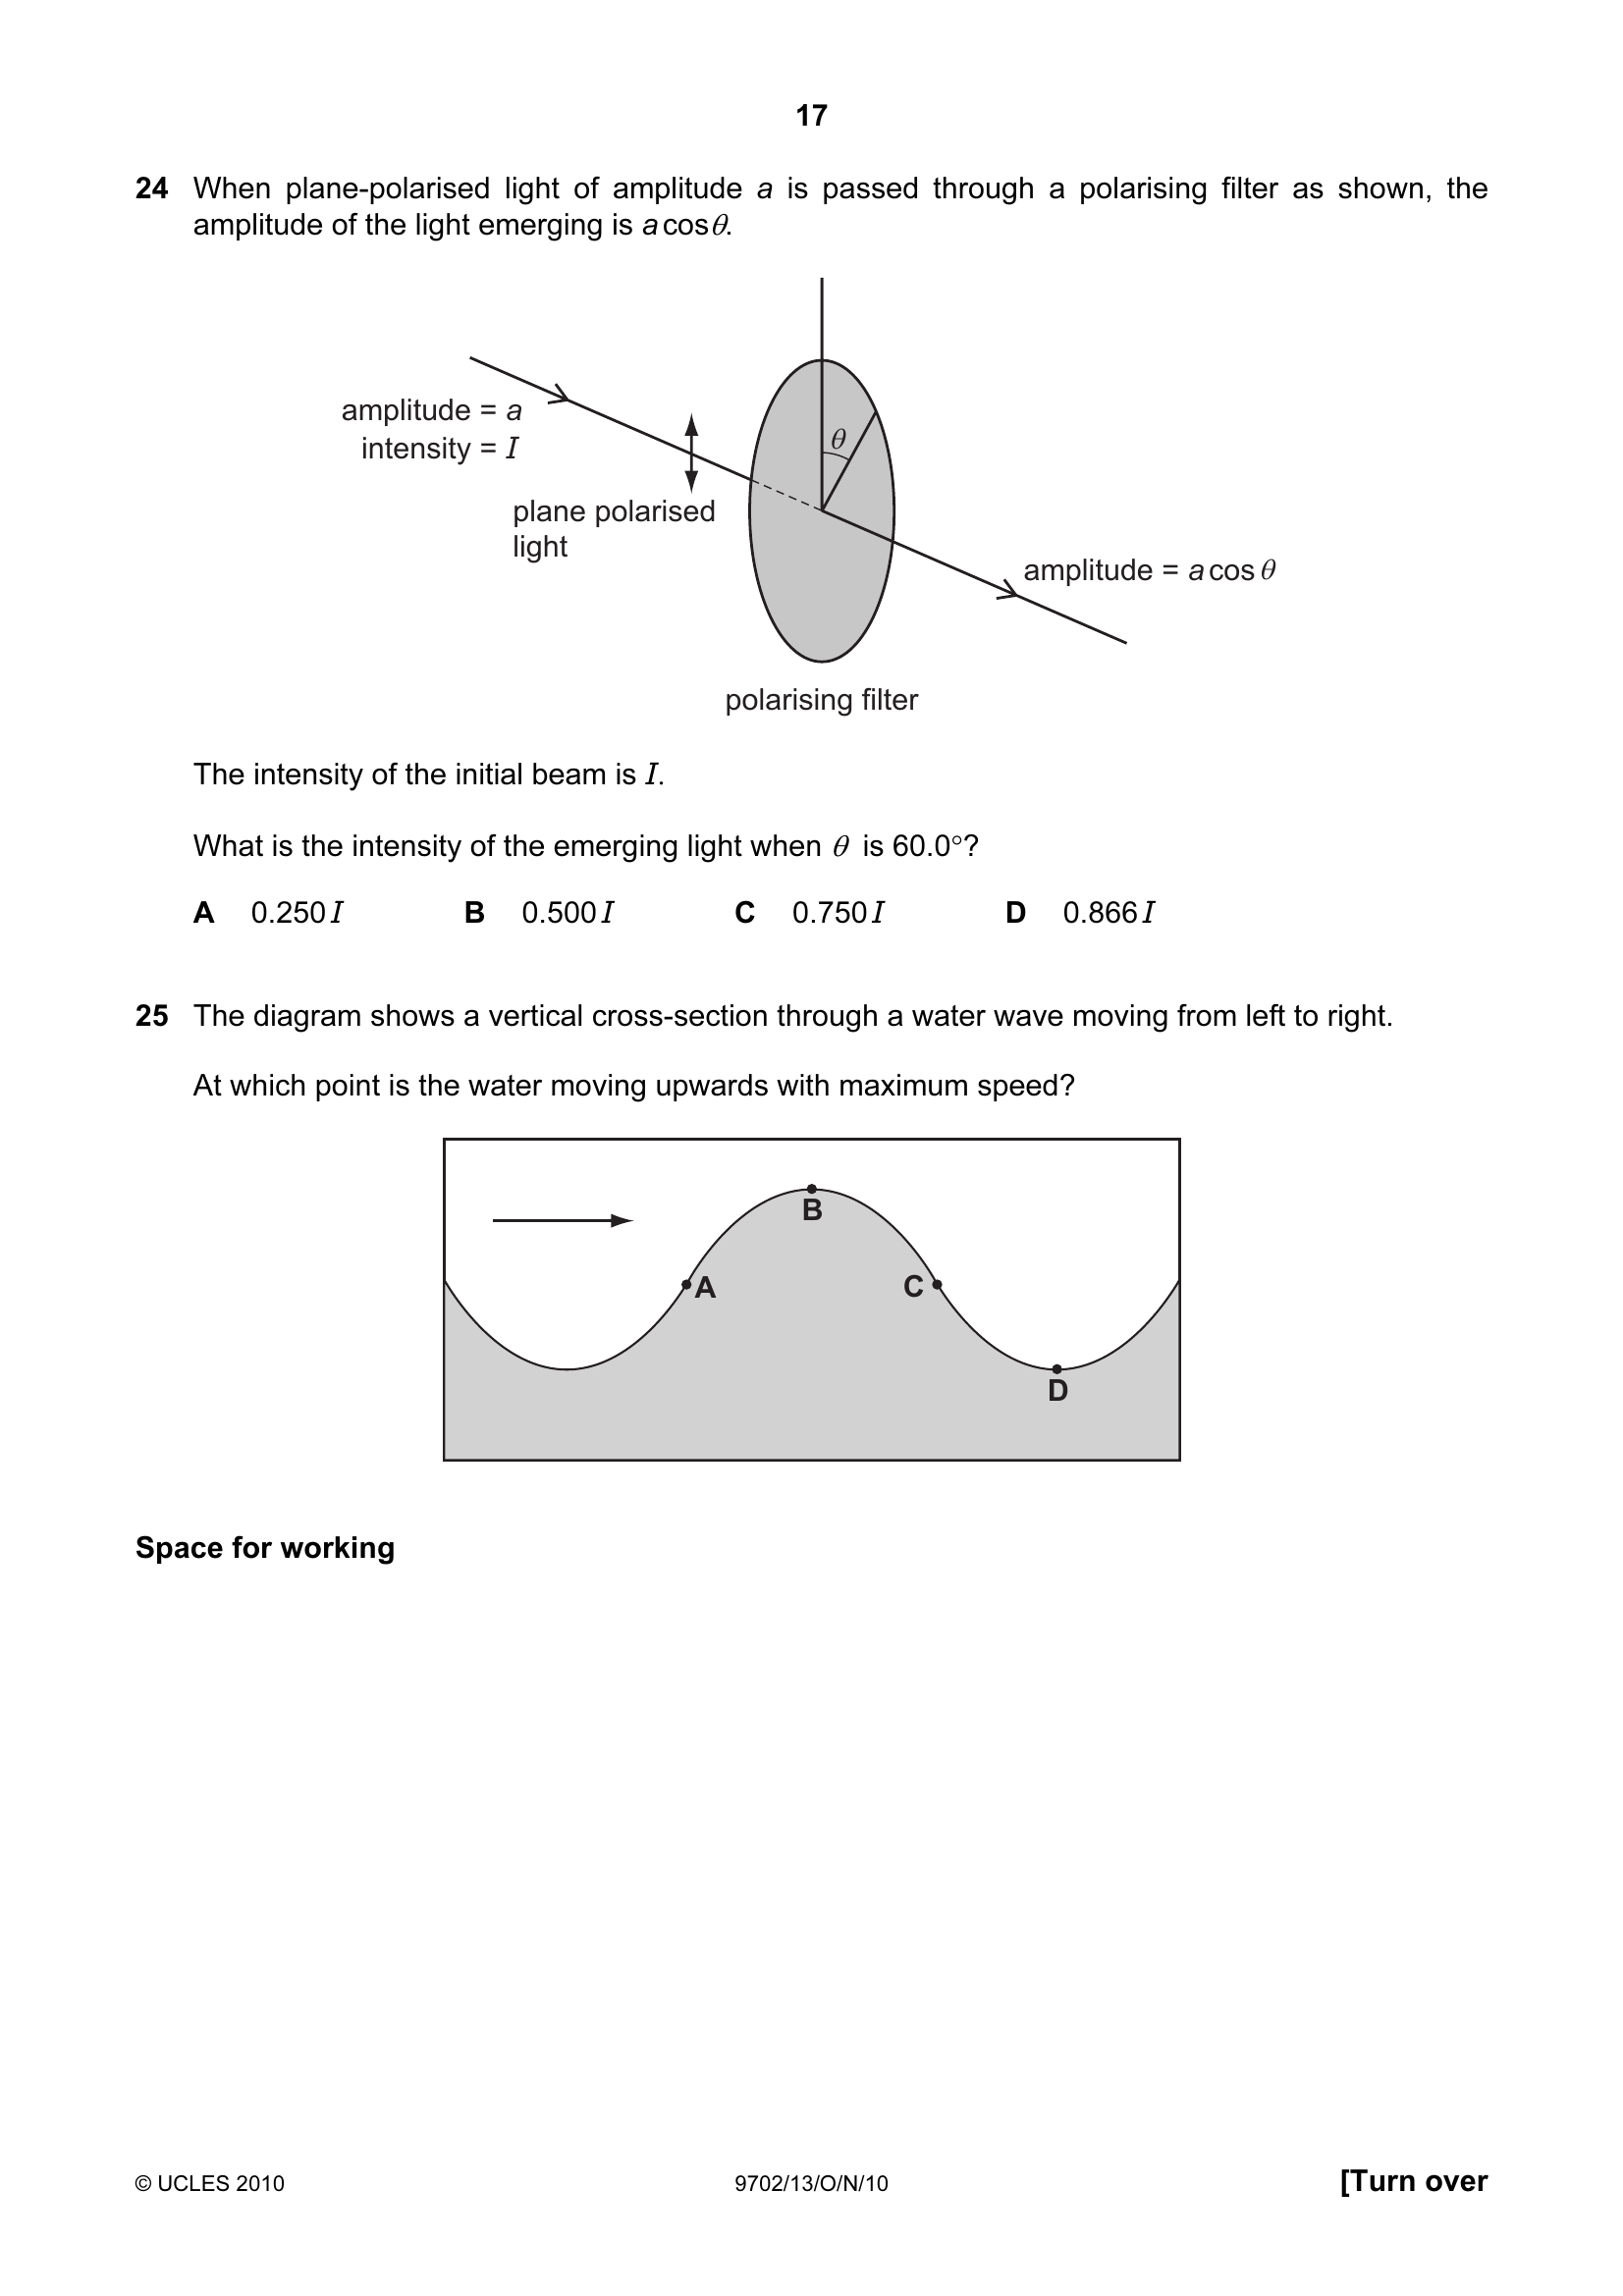 17
24 When plane-polarised light of amplitude a is passed through a polarising filter as shown, the
amplitude of the light emerging is a cos θ.
amplitude = a
intensity = I
θ
plane polarised
light
amplitude = a cos θ
polarising filter
The intensity of the initial beam is I.
What is the intensity of the emerging light when θ is 60.0°?
A 0.250 I B 0.500 I C 0.750 I D 0.866 I
25 The diagram shows a vertical cross-section through a water wave moving from left to right.
At which point is the water moving upwards with maximum speed?
B
A
C
D
Space for working
© UCLES 2010 9702/13/O/N/10 [Turn over